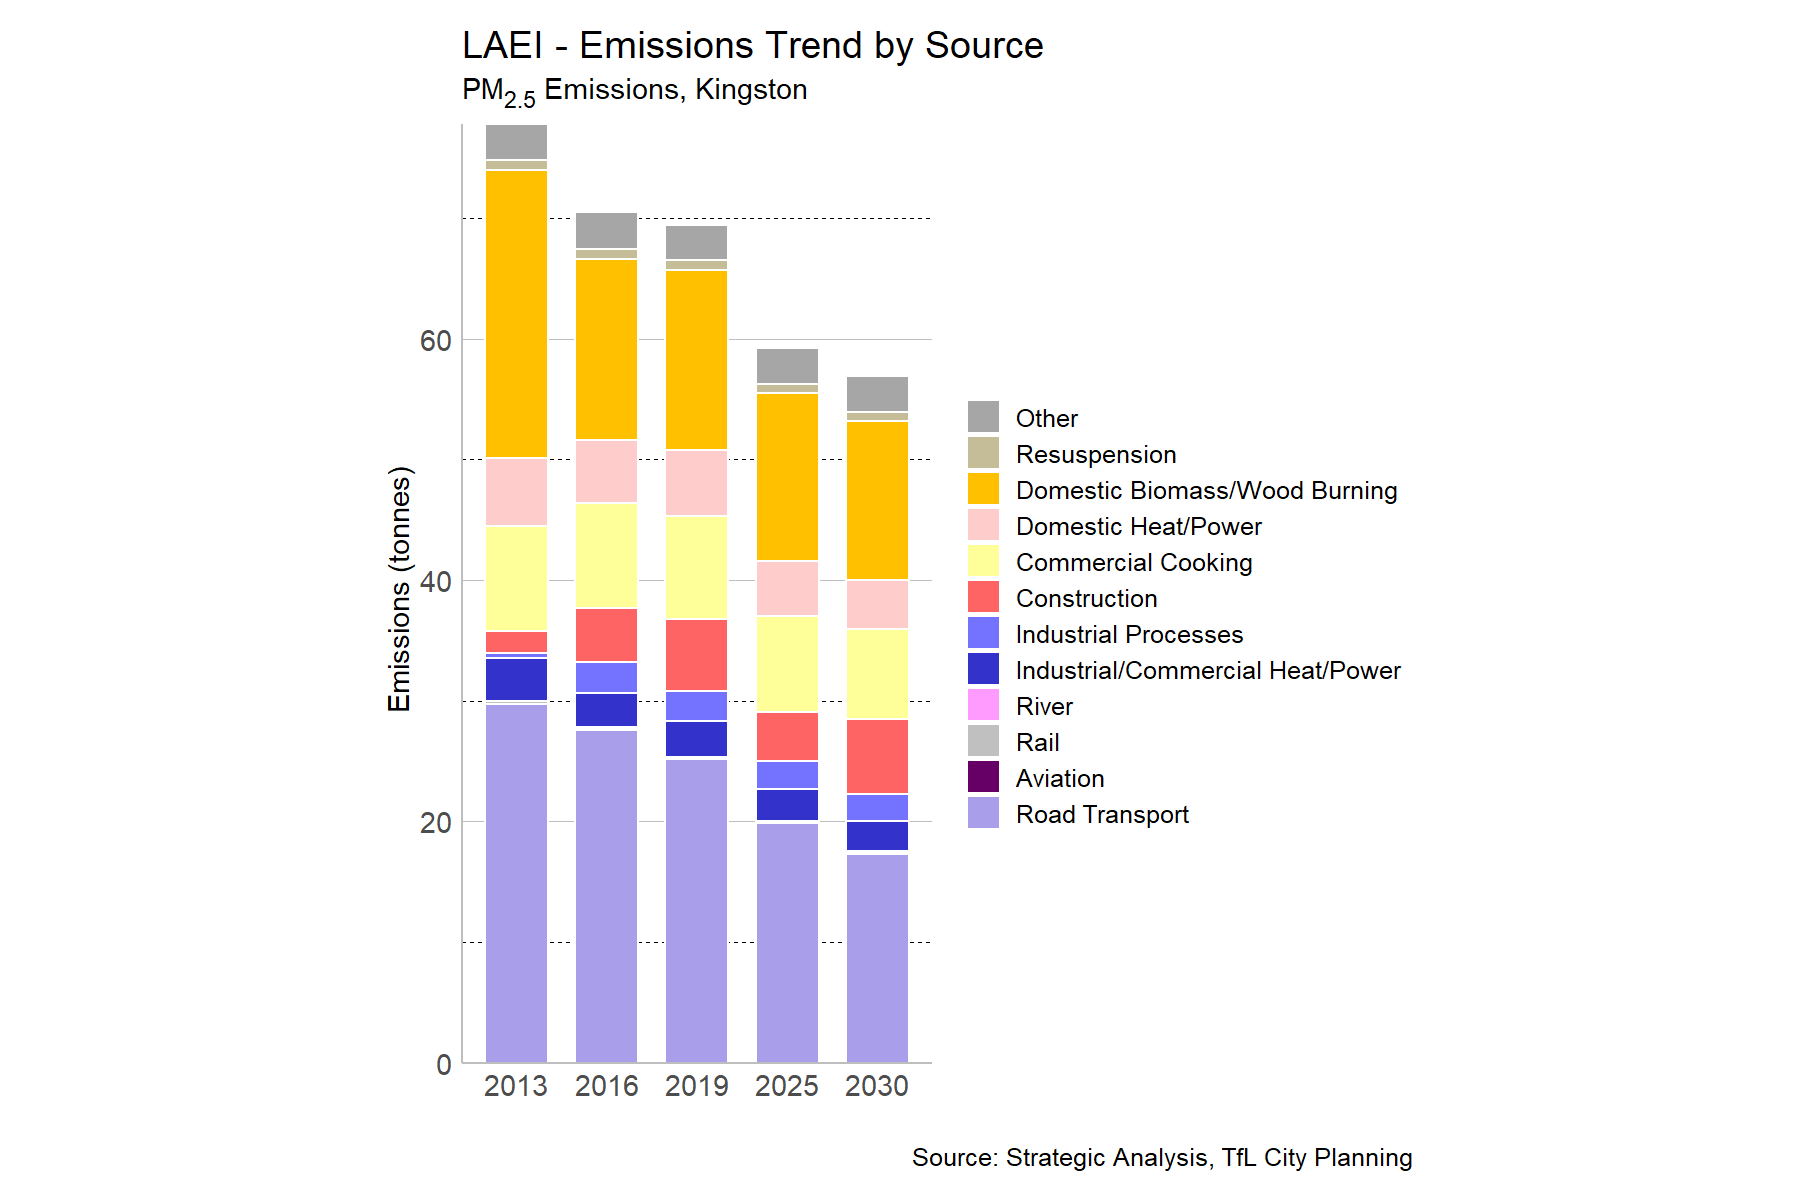 LAEI - Emissions Trend by Source
PM2.5 Emissions, Kingston
Emissions (tonnes)
60
40
20
0
2013 2016 2019 2025 2030
Other
Resuspension
Domestic Biomass/Wood Burning
Domestic Heat/Power
Commercial Cooking
Construction
Industrial Processes
Industrial/Commercial Heat/Power
River
Rail
Aviation
Road Transport
Source: Strategic Analysis, TfL City Planning